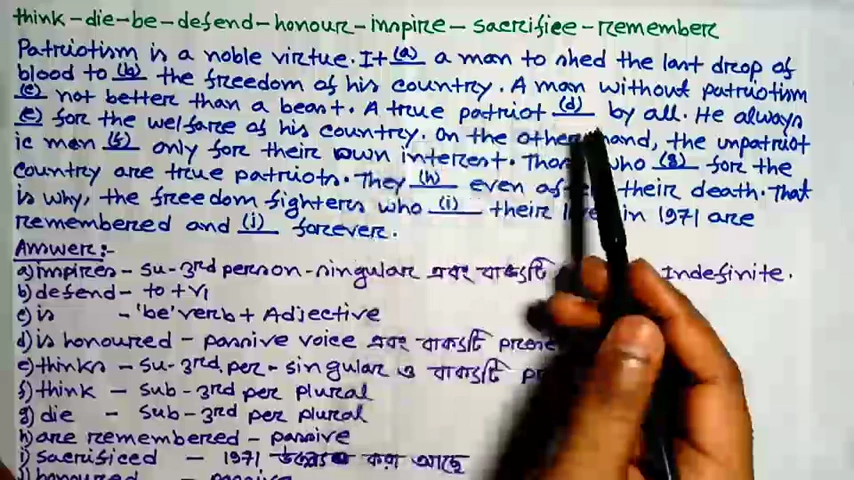 think-die-be-defend-honour-inspire-sacrifice-remember
Patriotism is a noble virtue. It (a) a man to shed the last drop of
blood to (b) the freedom of his country. A man without patriotism
(c) not better than a beast. A true patriot (d) by all. He always
(e) for the welfare of his country. On the other hand, the unpatriot
ic men (f) only for their own interest. who (g) for the
country are true patriots. They (h) even after their death. That
is why, the freedom fighters who (i) their in 1971 are
remembered and (j) forever.
Answer:-
a) inspires - su-3rd person-singular এবং বাক্যটি Indefinite.
b) defend - to + v1
c) is - 'be' verb + Adjective
d) is honoured - passive voice এবং বাক্যটি
e) thinks - su-3rd per- singular ও বাক্যটি
f) think - sub-3rd per plural
g) die - sub-3rd per plural
h) are remembered - passive
i) sacrificed - 1971 উল্লেখ করা আছে
j) honoured - passive